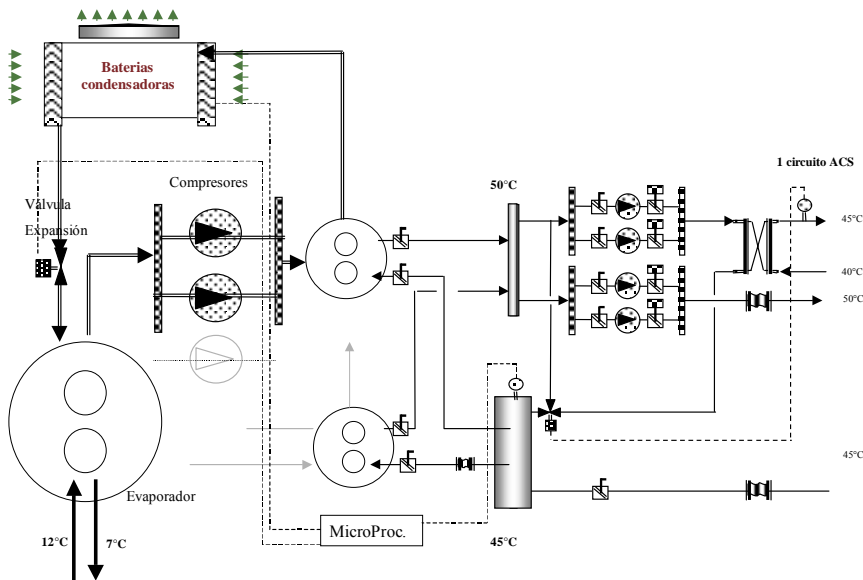 Baterias
condensadoras
1 circuito ACS
Compresores
50°C
Válvula
Expansión
45°C
40°C
50°C
45°C
Evaporador
MicroProc.
12°C
7°C
45°C